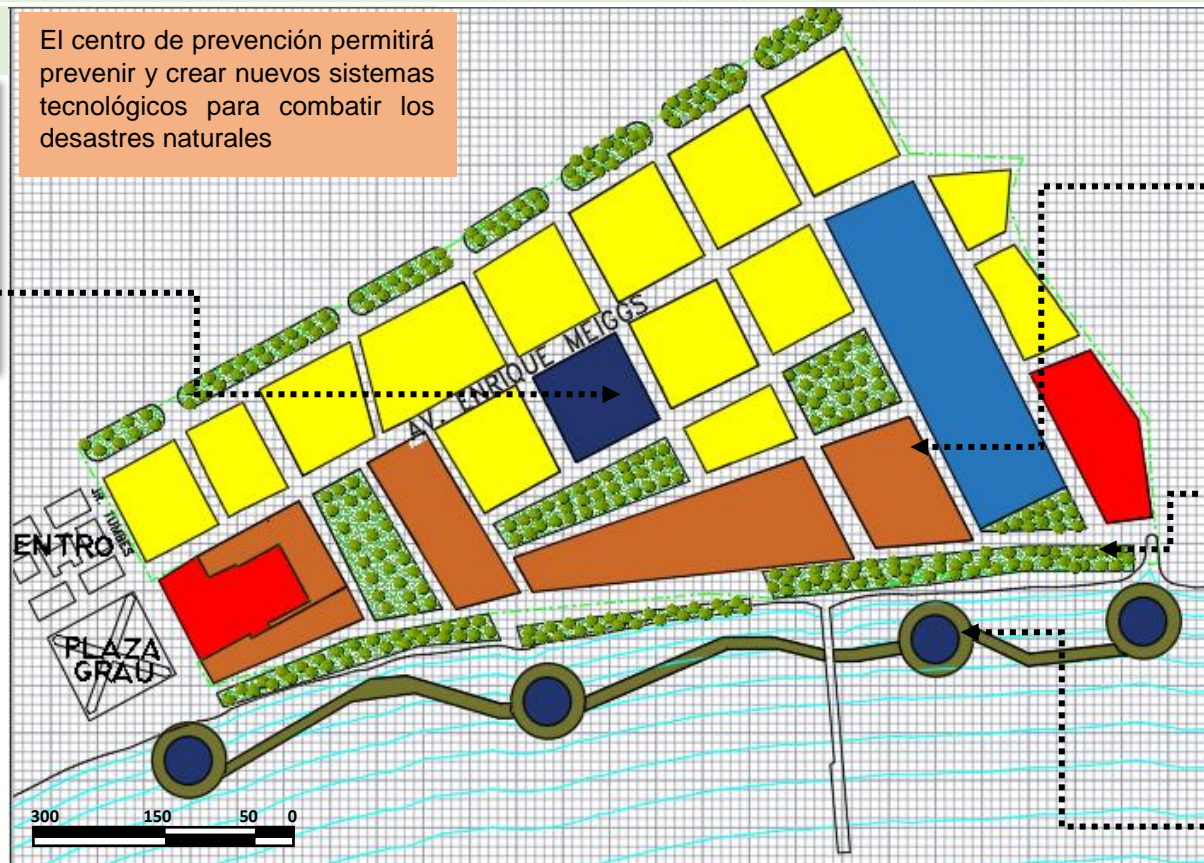 El centro de prevención permitirá
prevenir y crear nuevos sistemas
tecnológicos para combatir los
desastres naturales
AV. ENRIQUE MEIGGS
JR. TUMBES
ENTRO
PLAZA
GRAU
300 150 50 0